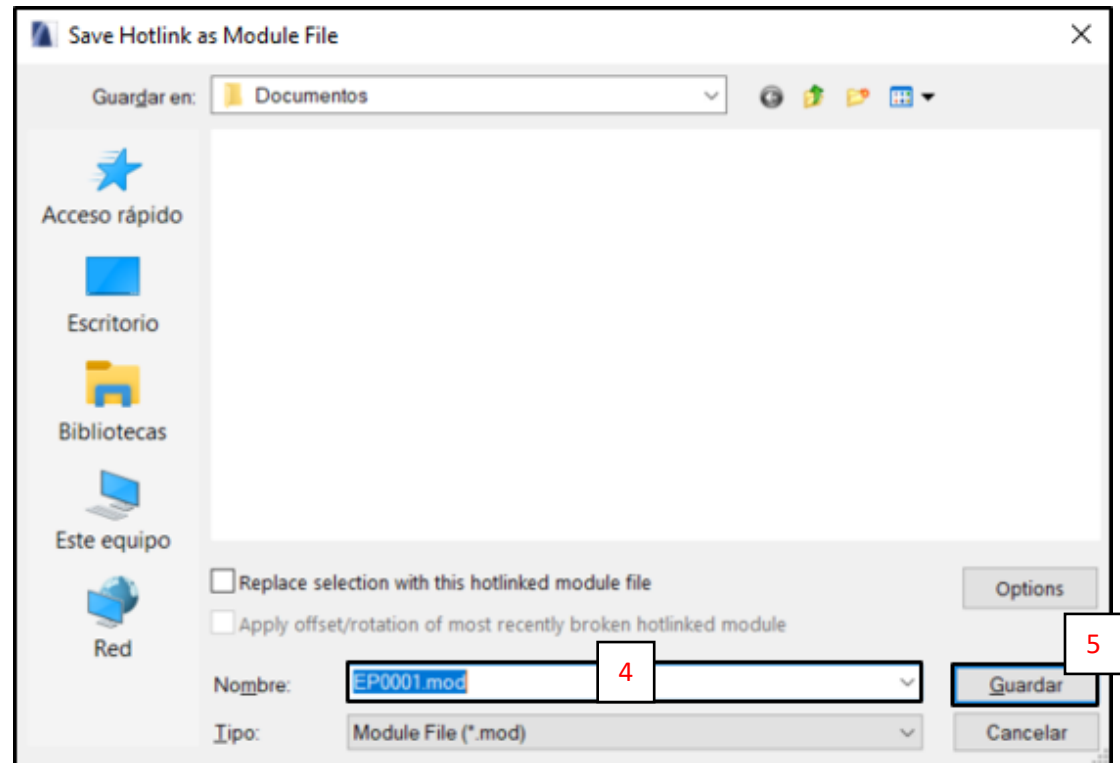 Save Hotlink as Module File
Guardar en: Documentos
Acceso rápido
Escritorio
Bibliotecas
Este equipo
Red
Replace selection with this hotlinked module file
Options
Apply offset/rotation of most recently broken hotlinked module
5
Nombre: EP0001.mod 4 Guardar
Tipo: Module File (*.mod) Cancelar